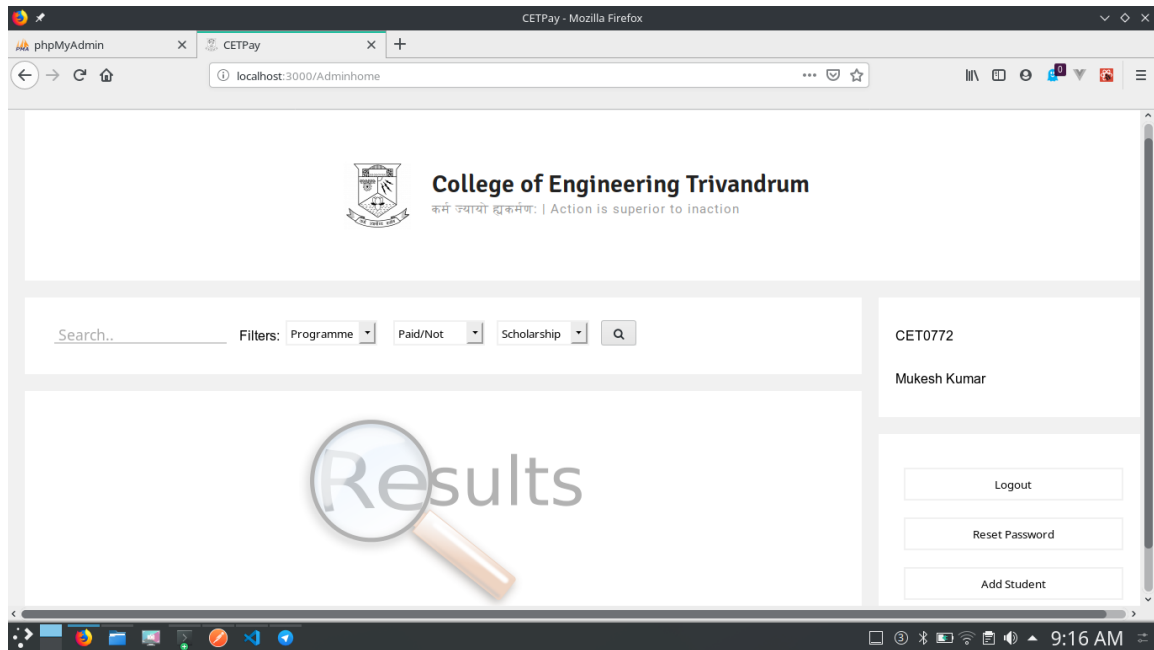 CETPay - Mozilla Firefox
phpMyAdmin
CETPay
localhost:3000/Adminhome
0
College of Engineering Trivandrum
कर्म ज्यायो ह्यकर्मण: | Action is superior to inaction
Search..
Filters:
Programme
Paid/Not
Scholarship
CET0772
Mukesh Kumar
Results
Logout
Reset Password
Add Student
3
9:16 AM